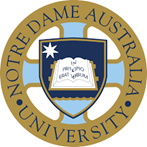 NOTRE DAME AUSTRALIA
• UNIVERSITY •
IN
PRINCIPIO
ERAT VERBUM